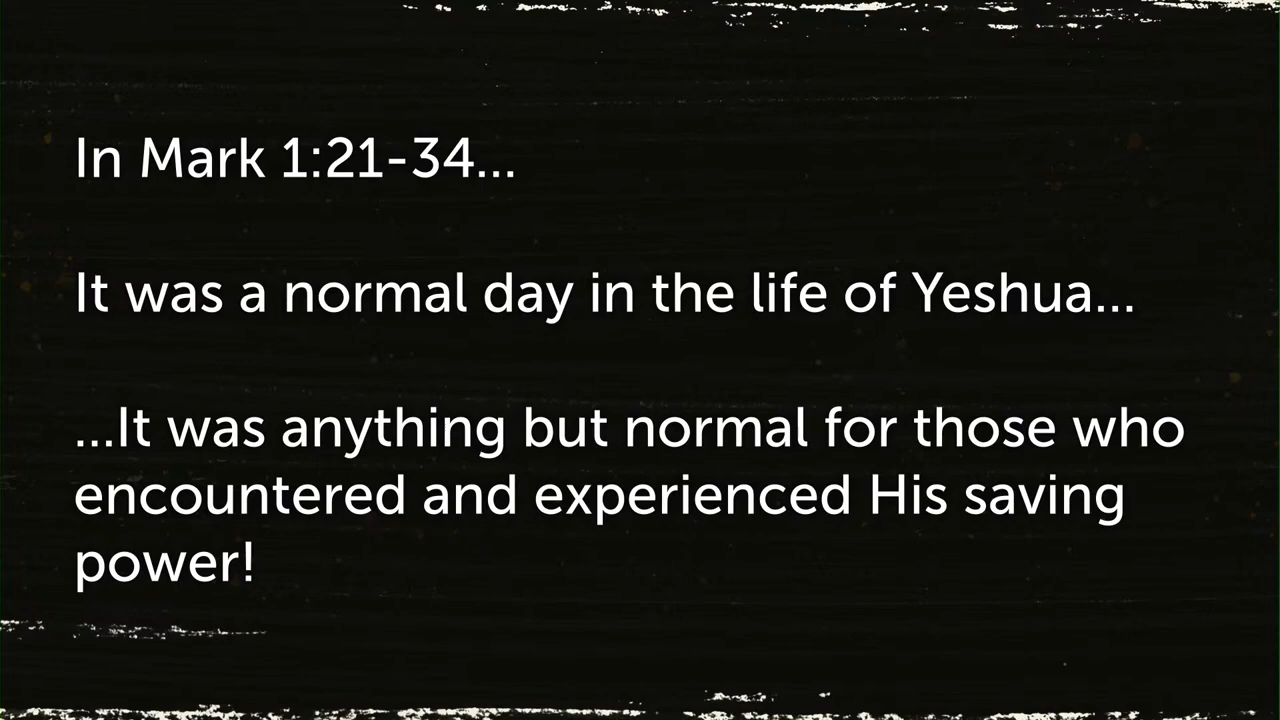 In Mark 1:21-34...
It was a normal day in the life of Yeshua...
...It was anything but normal for those who
encountered and experienced His saving
power!